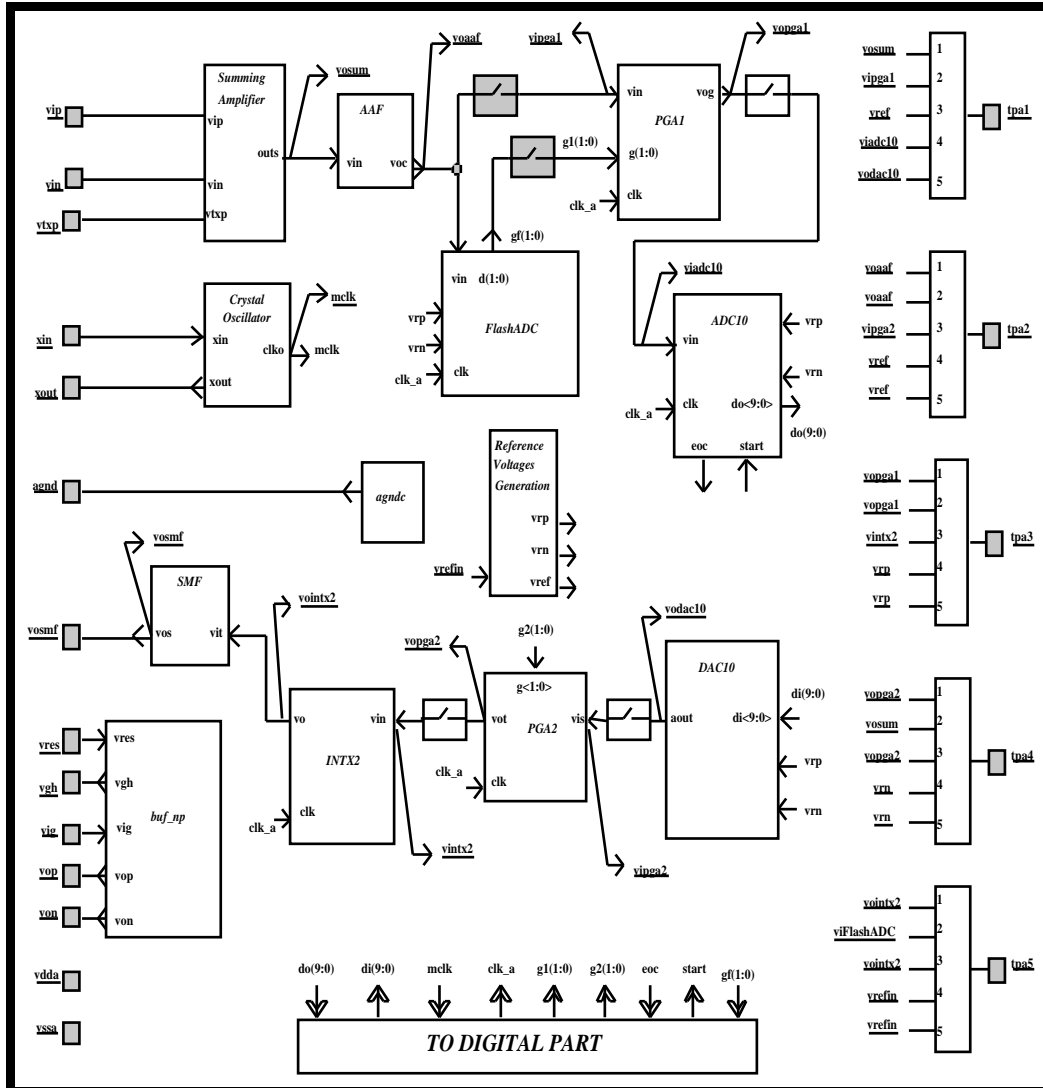 vip
vin
vtxp
Summing
Amplifier
vip
vin
vtxp
outs
vosum
AAF
vin
voc
voaaf
vipga1
g1(1:0)
vin
vog
PGA1
g(1:0)
clk
clk_a
vopga1
gf(1:0)
vin d(1:0)
FlashADC
vrp
vrn
clk_a
clk
xin
xout
Crystal
Oscillator
xin
clko
xout
mclk
mclk
viadc10
ADC10
vin
clk
do<9:0>
eoc
start
clk_a
vrp
vrn
do(9:0)
agnd
agndc
Reference
Voltages
Generation
vrp
vrn
vref
vrefin
vosmf
vosmf
SMF
vos
vit
vointx2
vo
vin
INTX2
clk
clk_a
vintx2
vopga2
g2(1:0)
g<1:0>
vot
vis
PGA2
clk
clk_a
vipga2
vodac10
DAC10
aout
di<9:0>
di(9:0)
vrp
vrn
vres
vgh
vig
vop
von
vres
vgh
buf_np
vig
vop
von
vdda
vssa
do(9:0)
di(9:0)
mclk
clk_a
g1(1:0)
g2(1:0)
eoc
start
gf(1:0)
TO DIGITAL PART
vosum 1
vipga1 2
vref 3
viadc10 4
vodac10 5
tpa1
voaaf 1
voaaf 2
vipga2 3
vref 4
vref 5
tpa2
vopga1 1
vopga1 2
vintx2 3
vrp 4
vrp 5
tpa3
vopga2 1
vosum 2
vopga2 3
vrn 4
vrn 5
tpa4
vointx2 1
viFlashADC 2
vointx2 3
vrefin 4
vrefin 5
tpa5